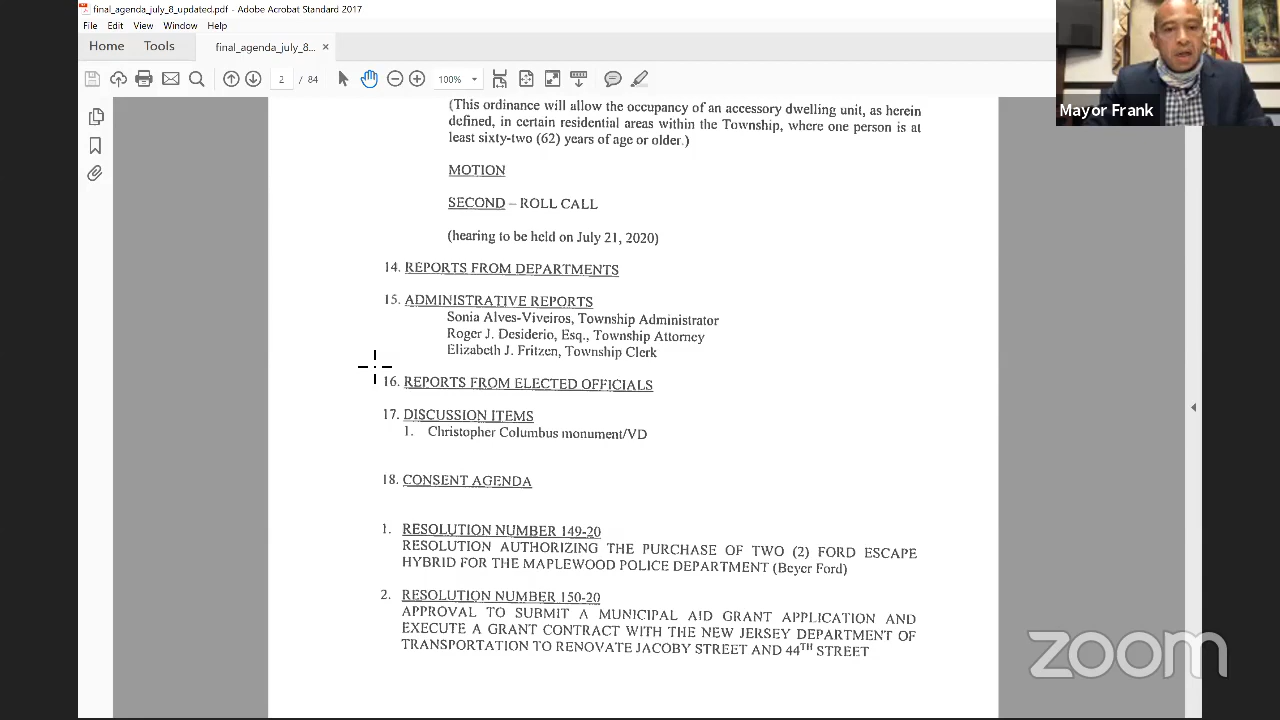 final_agenda_july_8_updated.pdf - Adobe Acrobat Standard 2017
File Edit View Window Help
Home Tools final_agenda_july_8... ×
2 / 84 100%
Mayor Frank
(This ordinance will allow the occupancy of an accessory dwelling unit, as herein
defined, in certain residential areas within the Township, where one person is at
least sixty-two (62) years of age or older.)
MOTION
SECOND – ROLL CALL
(hearing to be held on July 21, 2020)
14. REPORTS FROM DEPARTMENTS
15. ADMINISTRATIVE REPORTS
Sonia Alves-Viveiros, Township Administrator
Roger J. Desiderio, Esq., Township Attorney
Elizabeth J. Fritzen, Township Clerk
16. REPORTS FROM ELECTED OFFICIALS
17. DISCUSSION ITEMS
1. Christopher Columbus monument/VD
18. CONSENT AGENDA
1. RESOLUTION NUMBER 149-20
RESOLUTION AUTHORIZING THE PURCHASE OF TWO (2) FORD ESCAPE
HYBRID FOR THE MAPLEWOOD POLICE DEPARTMENT (Beyer Ford)
2. RESOLUTION NUMBER 150-20
APPROVAL TO SUBMIT A MUNICIPAL AID GRANT APPLICATION AND
EXECUTE A GRANT CONTRACT WITH THE NEW JERSEY DEPARTMENT OF
TRANSPORTATION TO RENOVATE JACOBY STREET AND 44TH STREET
zoom